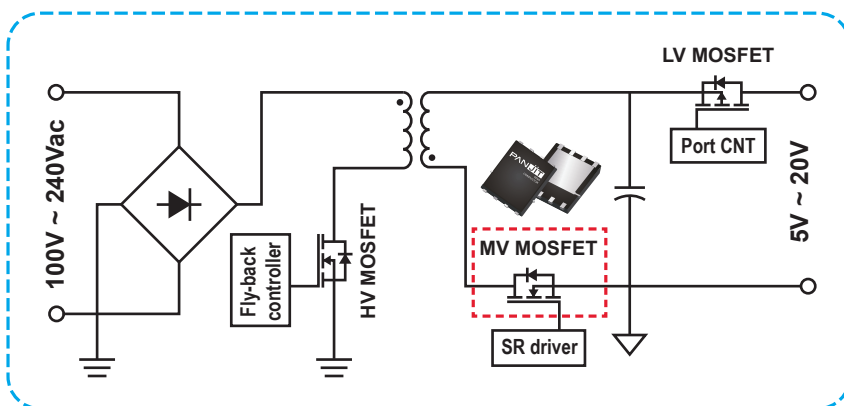 LV MOSFET
Port CNT
100V ~ 240Vac
5V ~ 20V
PANJIT
MV MOSFET
Fly-back
controller
HV MOSFET
SR driver